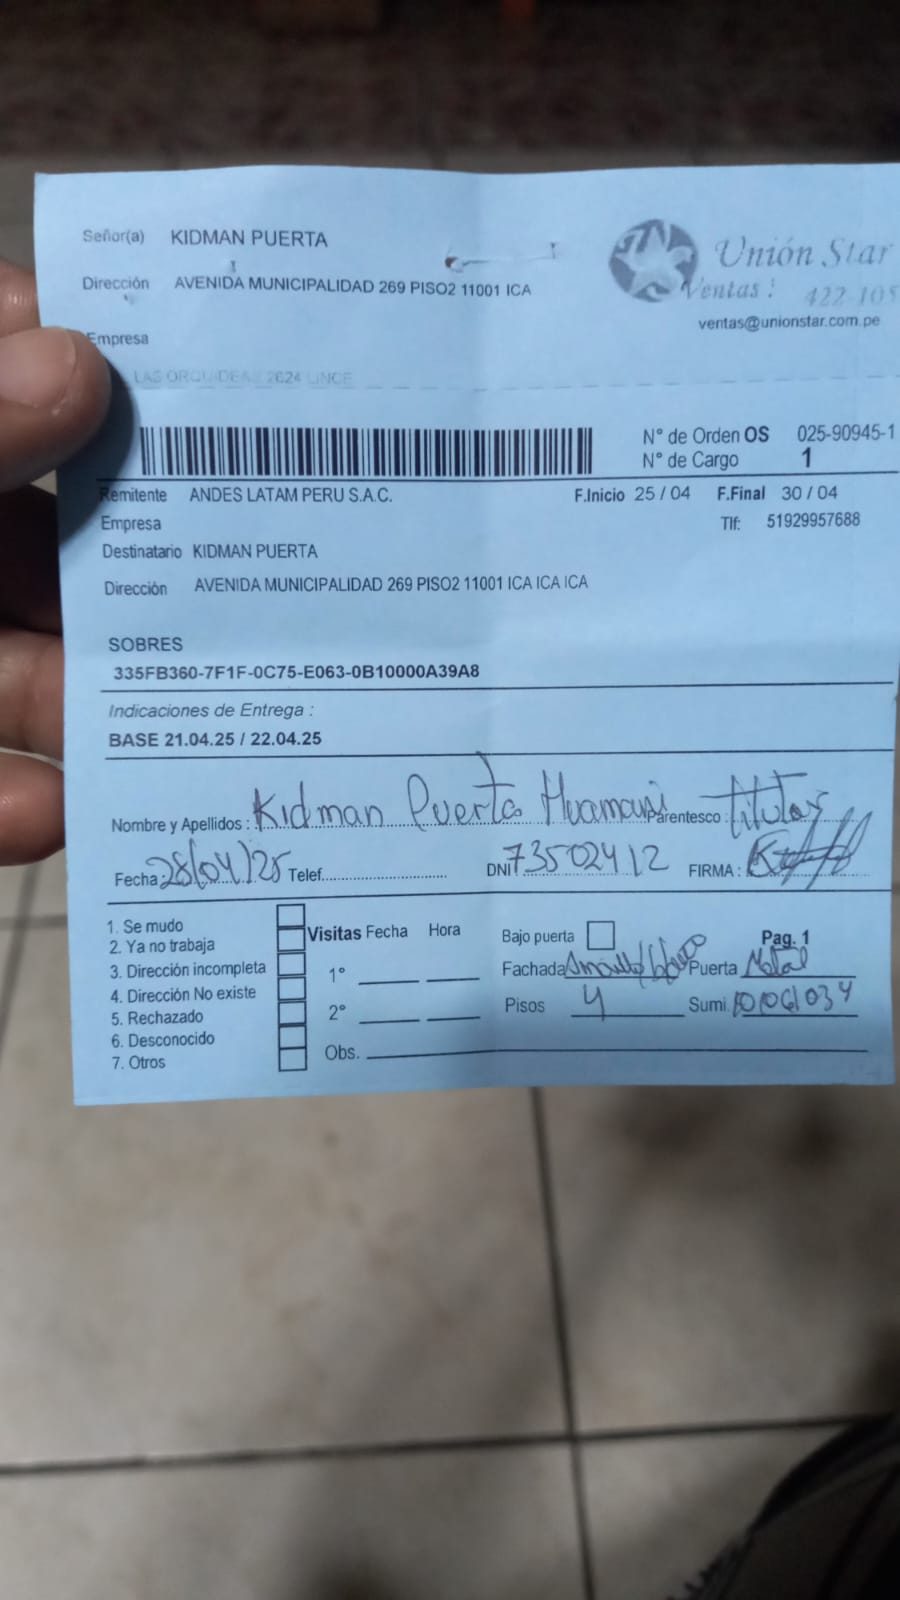 Señor(a) KIDMAN PUERTA
Unión Star
Dirección AVENIDA MUNICIPALIDAD 269 PISO2 11001 ICA
Ventas: 422-105
ventas@unionstar.com.pe
Empresa
LAS ORQUIDEAS 2624 LINCE
N° de Orden OS 025-90945-1
N° de Cargo 1
Remitente ANDES LATAM PERU S.A.C. F.Inicio 25 / 04 F.Final 30 / 04
Empresa Tlf: 51929957688
Destinatario KIDMAN PUERTA
Dirección AVENIDA MUNICIPALIDAD 269 PISO2 11001 ICA ICA ICA
SOBRES
335FB360-7F1F-0C75-E063-0B10000A39A8
Indicaciones de Entrega :
BASE 21.04.25 / 22.04.25
Nombre y Apellidos : Kidman Puerta Huamani Parentesco : Titular
Fecha 28/04/25 Telef. DNI 73502412 FIRMA :
1. Se mudo
2. Ya no trabaja
3. Dirección incompleta
4. Dirección No existe
5. Rechazado
6. Desconocido
7. Otros
Visitas Fecha Hora
1°
2°
Obs.
Bajo puerta Pag. 1
Fachada Puerta Metal
Pisos 4 Sumi.